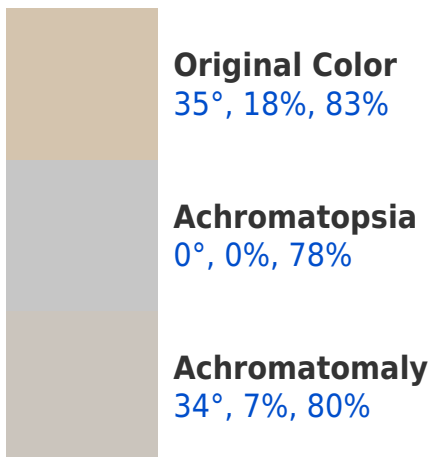 Original Color
35°, 18%, 83%
Achromatopsia
0°, 0%, 78%
Achromatomaly
34°, 7%, 80%